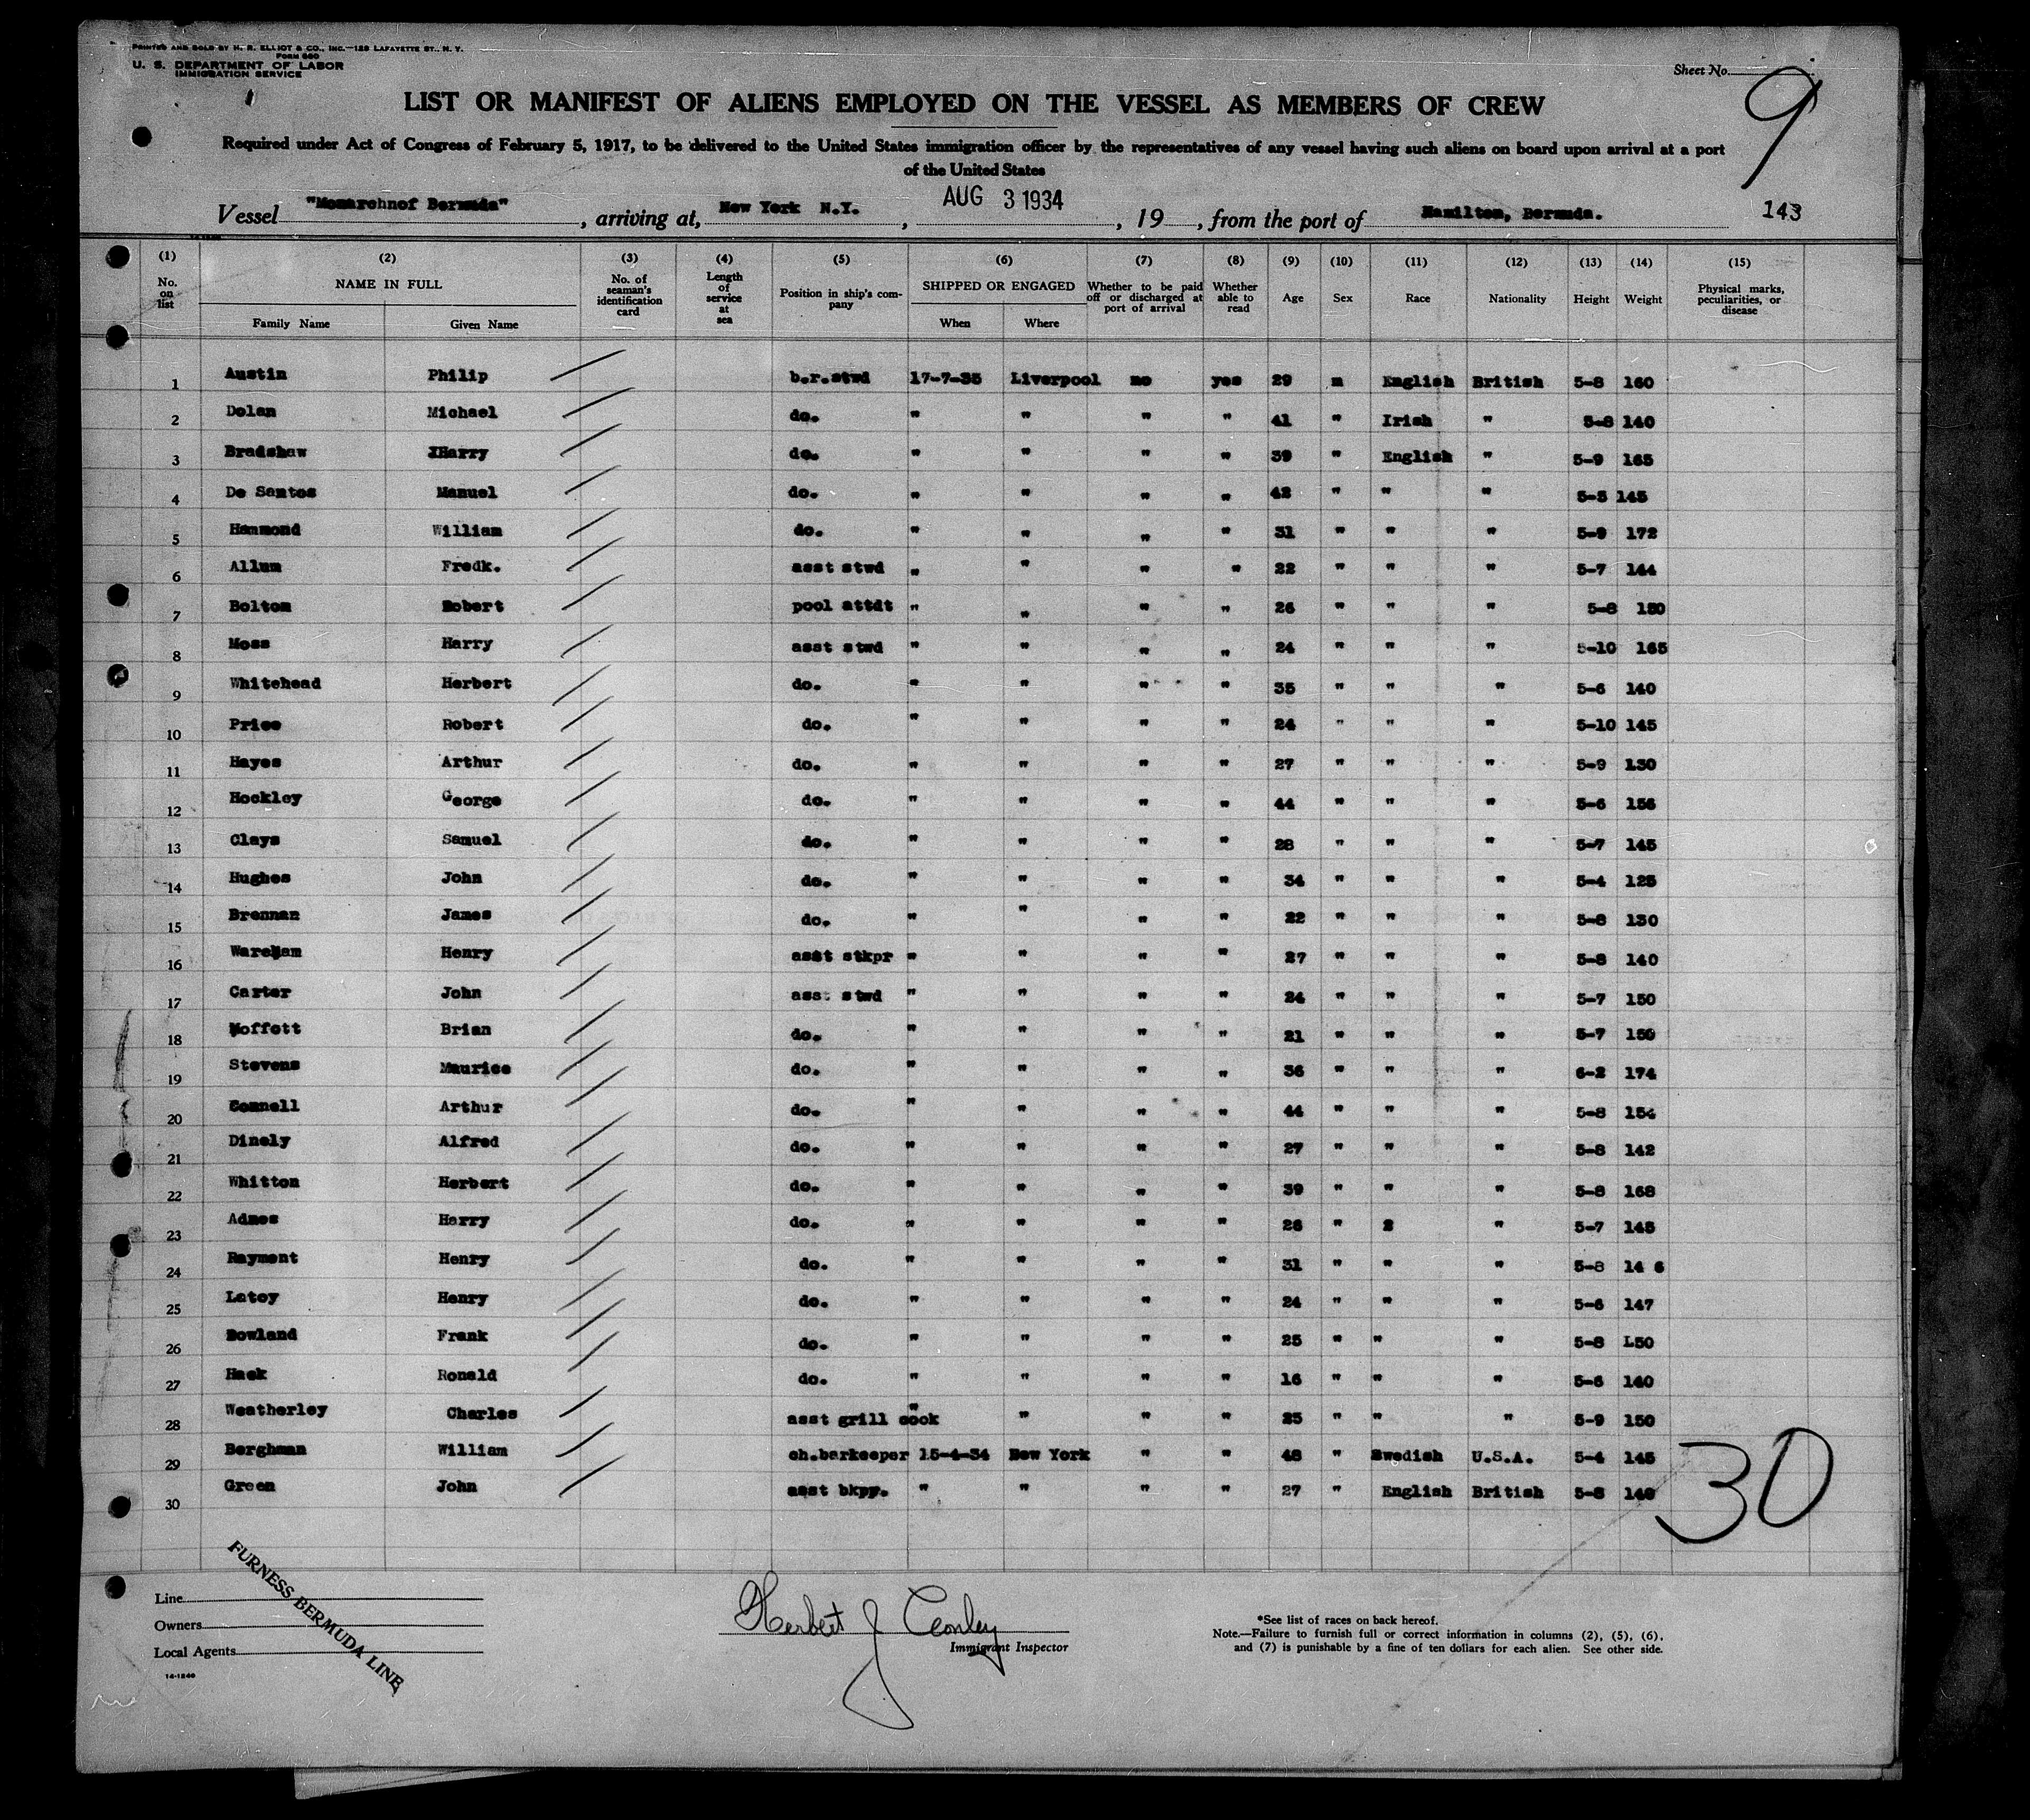 PRINTED AND SOLD BY H. R. ELLIOT & CO., INC.—123 LAFAYETTE ST., N. Y.
FORM 680
U. S. DEPARTMENT OF LABOR
IMMIGRATION SERVICE
Sheet No. 9
LIST OR MANIFEST OF ALIENS EMPLOYED ON THE VESSEL AS MEMBERS OF CREW
Required under Act of Congress of February 5, 1917, to be delivered to the United States immigration officer by the representatives of any vessel having such aliens on board upon arrival at a port
of the United States
Vessel "Monarchnof Bermuda", arriving at, New York N.Y., AUG 3 1934, 19, from the port of Hamilton, Bermuda. 143
(1) (2) (3) (4) (5) (6) (7) (8) (9) (10) (11) (12) (13) (14) (15)
No. on list NAME IN FULL Family Name Given Name No. of seaman's identification card Length of service at sea Position in ship's company SHIPPED OR ENGAGED When Where Whether to be paid off or discharged at port of arrival Whether able to read Age Sex Race Nationality Height Weight Physical marks, peculiarities, or disease
1 Austin Philip b.r.stwd 17-7-35 Liverpool no yes 29 m English British 5-8 160
2 Dolan Michael do. " " " " 41 " Irish " 5-8 140
3 Bradshaw XHarry do. " " " " 39 " English " 5-9 165
4 De Santos Manuel do. " " " " 42 " " " 5-5 145
5 Hammond William do. " " " " 31 " " " 5-9 172
6 Allum Fredk. asst stwd " " " " 22 " " " 5-7 144
7 Bolton Robert pool attdt " " " " 26 " " " 5-8 150
8 Moss Harry asst stwd " " " " 24 " " " 5-10 165
9 Whitehead Herbert do. " " " " 35 " " " 5-6 140
10 Price Robert do. " " " " 24 " " " 5-10 145
11 Hayes Arthur do. " " " " 27 " " " 5-9 130
12 Hockley George do. " " " " 44 " " " 5-6 156
13 Clays Samuel do. " " " " 28 " " " 5-7 145
14 Hughes John do. " " " " 34 " " " 5-4 125
15 Brennan James do. " " " " 22 " " " 5-8 130
16 Wareham Henry asst stkpr " " " " 27 " " " 5-8 140
17 Carter John asst stwd " " " " 24 " " " 5-7 150
18 Moffett Brian do. " " " " 21 " " " 5-7 150
19 Stevens Maurice do. " " " " 36 " " " 6-2 174
20 Connell Arthur do. " " " " 44 " " " 5-8 154
21 Dinely Alfred do. " " " " 27 " " " 5-8 142
22 Whitton Herbert do. " " " " 39 " " " 5-8 168
23 Adnes Harry do. " " " " 26 " 2 " 5-7 145
24 Rayment Henry do. " " " " 31 " " " 5-8 14 6
25 Latey Henry do. " " " " 24 " " " 5-6 147
26 Rowland Frank do. " " " " 25 " " " 5-8 L50
27 Hack Ronald do. " " " " 16 " " " 5-6 140
28 Weatherley Charles asst grill cook " " " " 25 " " " 5-9 150
29 Berghman William ch.barkeeper 15-4-34 New York " " 48 " Swedish U.S.A. 5-4 145
30 Green John asst bkpp. " " " " 27 " English British 5-8 140
30
FURNESS BERMUDA LINE
Line
Owners
Local Agents
14-1240
Herbert J Conley
Immigrant Inspector
*See list of races on back hereof.
Note.—Failure to furnish full or correct information in columns (2), (5), (6),
and (7) is punishable by a fine of ten dollars for each alien. See other side.